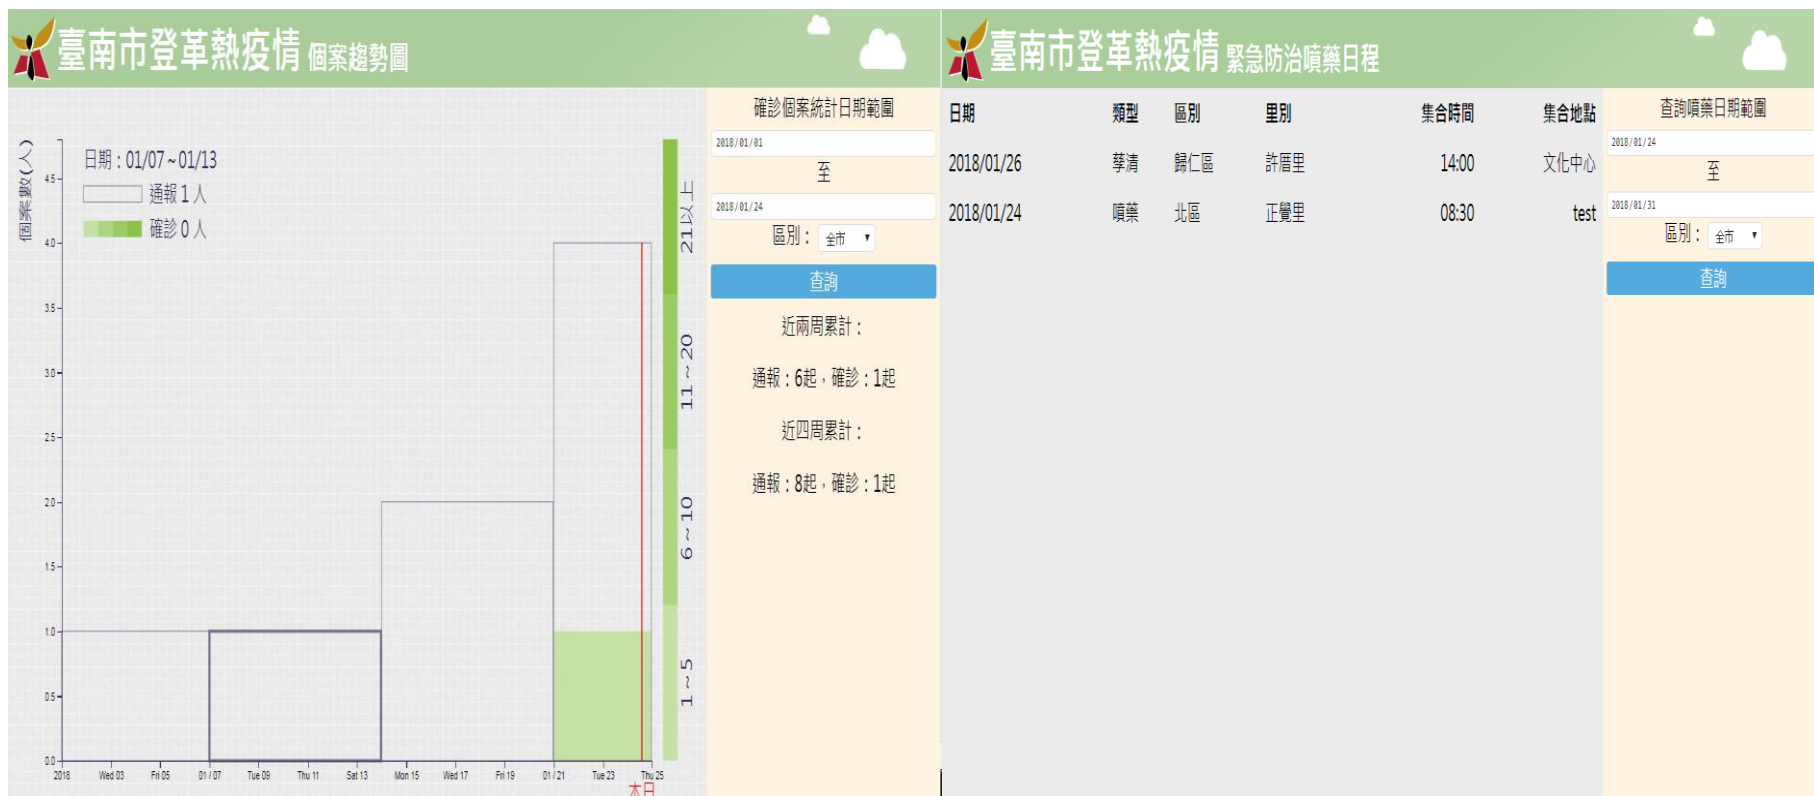 臺南市登革熱疫情 個案趨勢圖
個案數(人)
4.5
4.0
3.5
3.0
2.5
2.0
1.5
1.0
0.5
0.0
日期：01/07～01/13
通報 1 人
確診 0 人
2018
Wed 03
Fri 05
01 / 07
Tue 09
Thu 11
Sat 13
Mon 15
Wed 17
Fri 19
01 / 21
Tue 23
Thu 25
本日
21以上
11～20
6～10
1～5
確診個案統計日期範圍
2018/01/01
至
2018/01/24
區別： 全市
查詢
近兩周累計：
通報：6起，確診：1起
近四周累計：
通報：8起，確診：1起
臺南市登革熱疫情 緊急防治噴藥日程
日期 類型 區別 里別 集合時間 集合地點
2018/01/26 孳清 歸仁區 許厝里 14:00 文化中心
2018/01/24 噴藥 北區 正覺里 08:30 test
查詢噴藥日期範圍
2018/01/24
至
2018/01/31
區別： 全市
查詢